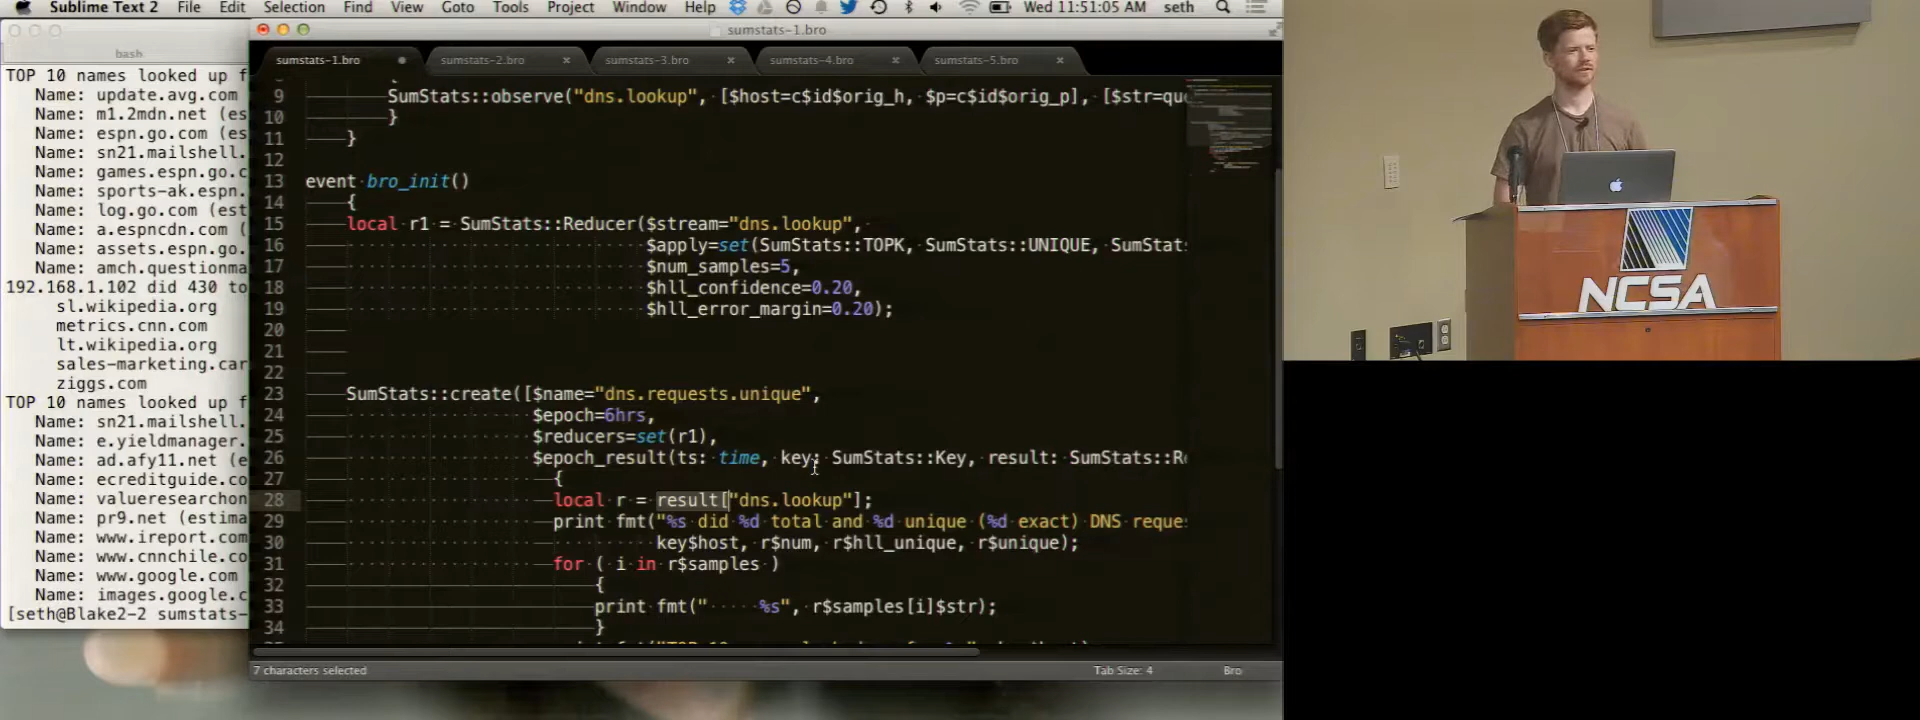 Sublime Text 2 File Edit Selection Find View Goto Tools Project Window Help Wed 11:51:05 AM seth
sumstats-1.bro
bash
sumstats-1.bro sumstats-2.bro sumstats-3.bro sumstats-4.bro sumstats-5.bro
TOP 10 names looked up f
Name: update.avg.com
Name: m1.2mdn.net (es
Name: espn.go.com (es
Name: sn21.mailshell.
Name: games.espn.go.c
Name: sports-ak.espn.
Name: log.go.com (est
Name: a.espncdn.com (
Name: assets.espn.go.
Name: amch.questionma
192.168.1.102 did 430 to
sl.wikipedia.org
metrics.cnn.com
lt.wikipedia.org
sales-marketing.car
ziggs.com
TOP 10 names looked up f
Name: sn21.mailshell.
Name: e.yieldmanager.
Name: ad.afy11.net (e
Name: ecreditguide.co
Name: valueresearchon
Name: pr9.net (estima
Name: www.ireport.com
Name: www.cnnchile.co
Name: www.google.com
Name: images.google.c
[seth@Blake2-2 sumstats-
9 SumStats::observe("dns.lookup", [$host=c$id$orig_h, $p=c$id$orig_p], [$str=que
10 }
11 }
12
13 event bro_init()
14 {
15 local r1 = SumStats::Reducer($stream="dns.lookup",
16 $apply=set(SumStats::TOPK, SumStats::UNIQUE, SumStats
17 $num_samples=5,
18 $hll_confidence=0.20,
19 $hll_error_margin=0.20);
20
21
22
23 SumStats::create([$name="dns.requests.unique",
24 $epoch=6hrs,
25 $reducers=set(r1),
26 $epoch_result(ts: time, key: SumStats::Key, result: SumStats::Re
27 {
28 local r = result["dns.lookup"];
29 print fmt("%s did %d total and %d unique (%d exact) DNS reque
30 key$host, r$num, r$hll_unique, r$unique);
31 for ( i in r$samples )
32 {
33 print fmt(" %s", r$samples[i]$str);
34 }
7 characters selected Tab Size: 4 Bro
NCSA